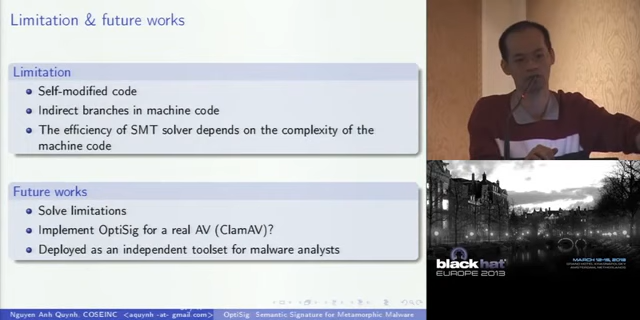 Limitation & future works
Limitation
Self-modified code
Indirect branches in machine code
The efficiency of SMT solver depends on the complexity of the
machine code
Future works
Solve limitations
Implement OptiSig for a real AV (ClamAV)?
Deployed as an independent toolset for malware analysts
Nguyen Anh Quynh, COSEINC <aquynh -at- gmail.com>
OptiSig Semantic Signature for Metamorphic Malware
black hat
EUROPE 2013